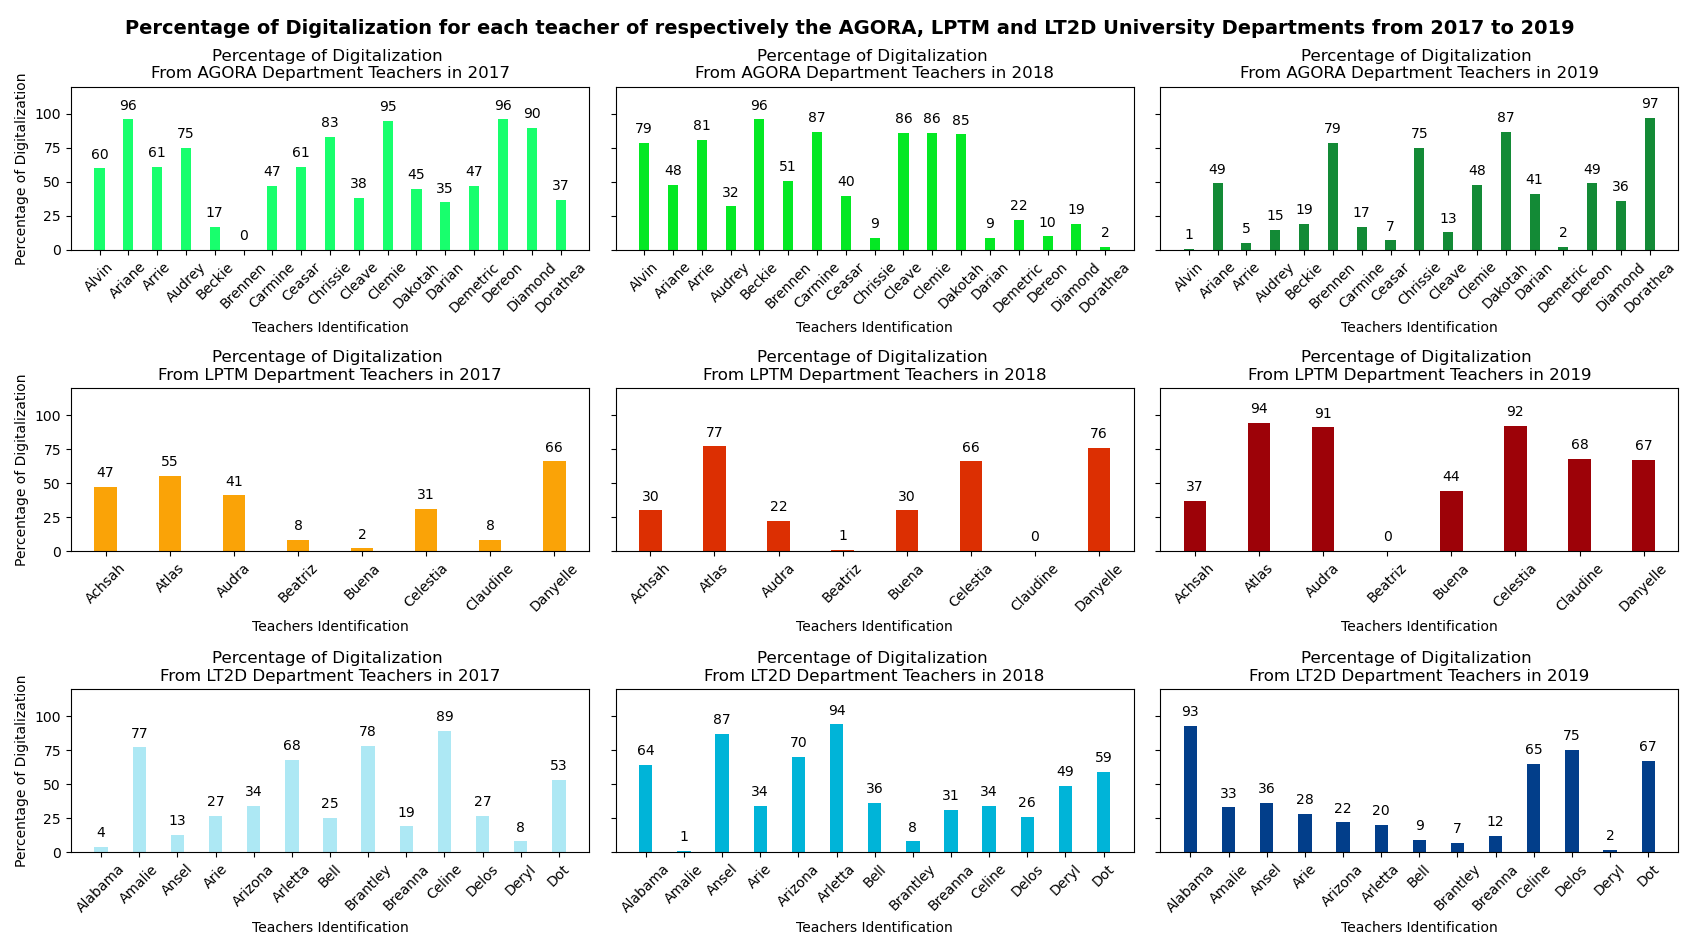 Percentage of Digitalization for each teacher of respectively the AGORA, LPTM and LT2D University Departments from 2017 to 2019
Percentage of Digitalization
From AGORA Department Teachers in 2017
Percentage of Digitalization
100
75
50
25
0
60 96 61 75 17 0 47 61 83 38 95 45 35 47 96 90 37
Alvin Ariane Arrie Audrey Beckie Brennen Carmine Ceasar Chrissie Cleave Clemie Dakotah Darian Demetric Dereon Diamond Dorathea
Teachers Identification
Percentage of Digitalization
From AGORA Department Teachers in 2018
79 48 81 32 96 51 87 40 9 86 86 85 9 22 10 19 2
Alvin Ariane Arrie Audrey Beckie Brennen Carmine Ceasar Chrissie Cleave Clemie Dakotah Darian Demetric Dereon Diamond Dorathea
Teachers Identification
Percentage of Digitalization
From AGORA Department Teachers in 2019
1 49 5 15 19 79 17 7 75 13 48 87 41 2 49 36 97
Alvin Ariane Arrie Audrey Beckie Brennen Carmine Ceasar Chrissie Cleave Clemie Dakotah Darian Demetric Dereon Diamond Dorathea
Teachers Identification
Percentage of Digitalization
From LPTM Department Teachers in 2017
Percentage of Digitalization
100
75
50
25
0
47 55 41 8 2 31 8 66
Achsah Atlas Audra Beatriz Buena Celestia Claudine Danyelle
Teachers Identification
Percentage of Digitalization
From LPTM Department Teachers in 2018
30 77 22 1 30 66 0 76
Achsah Atlas Audra Beatriz Buena Celestia Claudine Danyelle
Teachers Identification
Percentage of Digitalization
From LPTM Department Teachers in 2019
37 94 91 0 44 92 68 67
Achsah Atlas Audra Beatriz Buena Celestia Claudine Danyelle
Teachers Identification
Percentage of Digitalization
From LT2D Department Teachers in 2017
Percentage of Digitalization
100
75
50
25
0
4 77 13 27 34 68 25 78 19 89 27 8 53
Alabama Amalie Ansel Arie Arizona Arletta Bell Brantley Breanna Celine Delos Deryl Dot
Teachers Identification
Percentage of Digitalization
From LT2D Department Teachers in 2018
64 1 87 34 70 94 36 8 31 34 26 49 59
Alabama Amalie Ansel Arie Arizona Arletta Bell Brantley Breanna Celine Delos Deryl Dot
Teachers Identification
Percentage of Digitalization
From LT2D Department Teachers in 2019
93 33 36 28 22 20 9 7 12 65 75 2 67
Alabama Amalie Ansel Arie Arizona Arletta Bell Brantley Breanna Celine Delos Deryl Dot
Teachers Identification